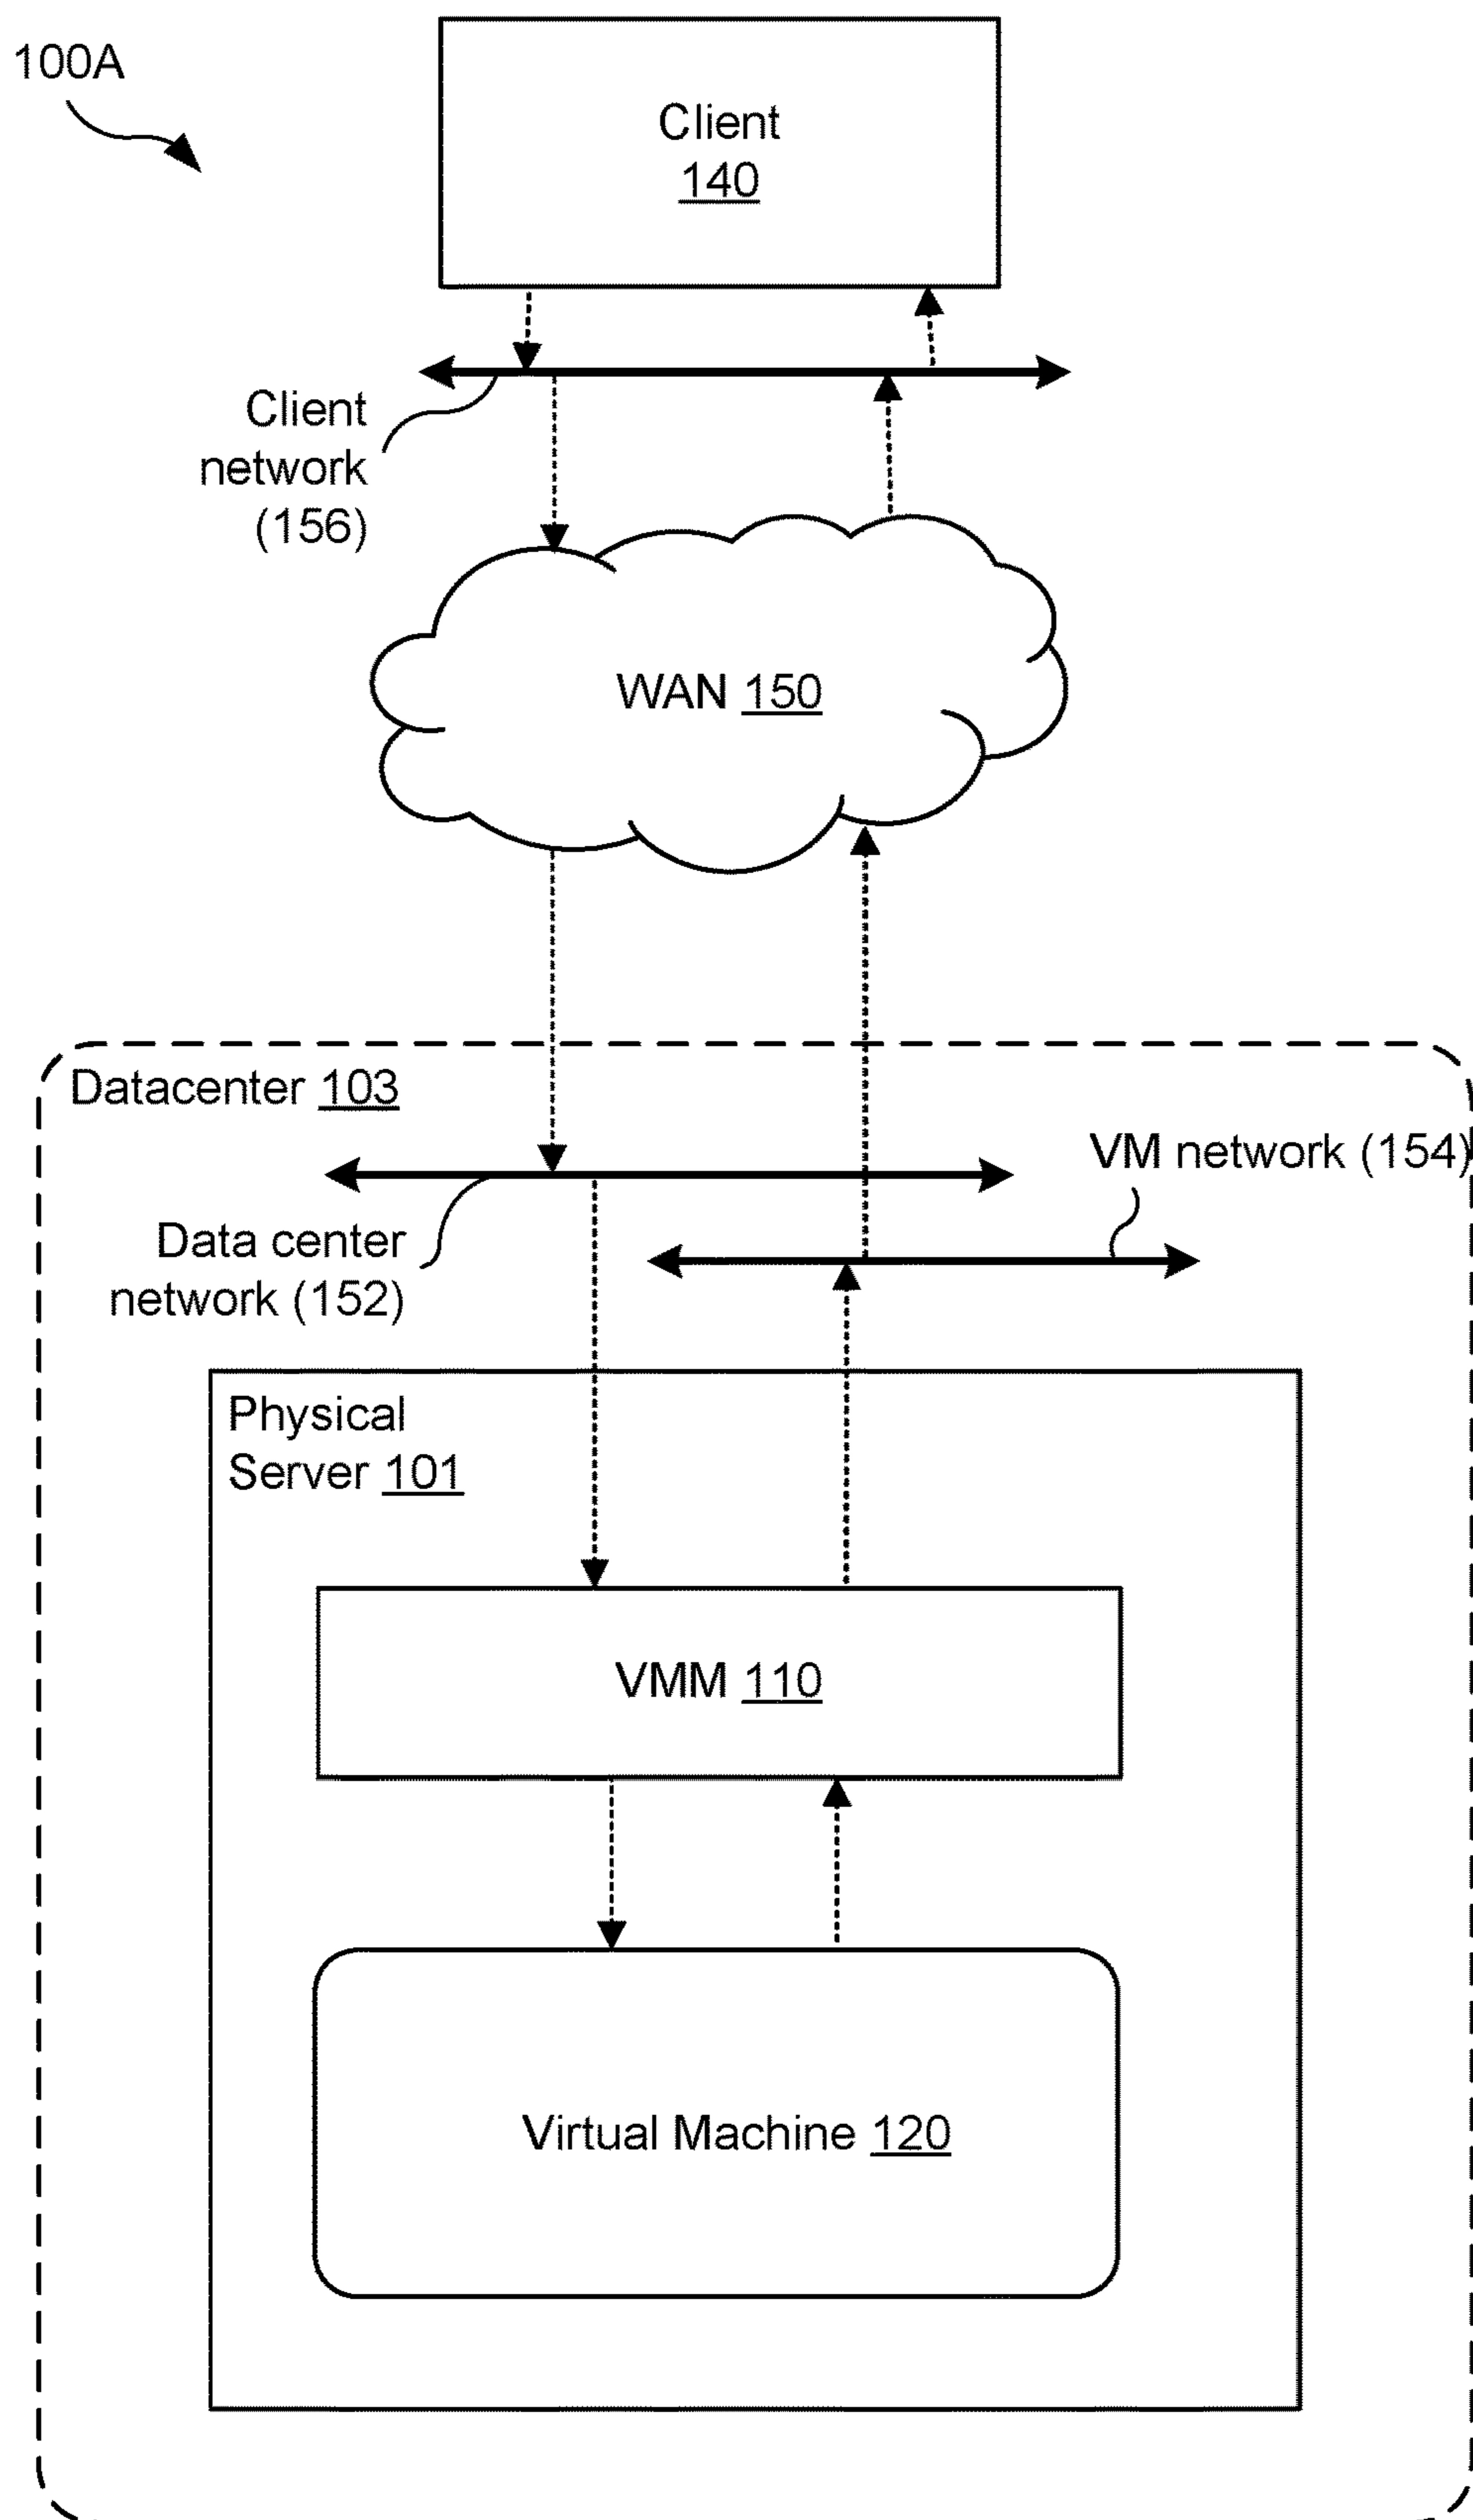 100A
Client
140
Client
network
(156)
WAN 150
Datacenter 103
VM network (154)
Data center
network (152)
Physical
Server 101
VMM 110
Virtual Machine 120